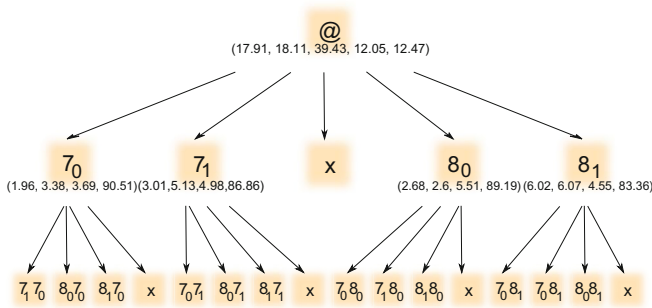 @
(17.91, 18.11, 39.43, 12.05, 12.47)
7₀ 7₁ x 8₀ 8₁
(1.96, 3.38, 3.69, 90.51) (3.01,5.13,4.98,86.86) (2.68, 2.6, 5.51, 89.19) (6.02, 6.07, 4.55, 83.36)
7₁7₀ 8₀7₀ 8₁7₀ x 7₀7₁ 8₀7₁ 8₁7₁ x 7₀8₀ 7₁8₀ 8₁8₀ x 7₀8₁ 7₀8₁ 8₀8₁ x